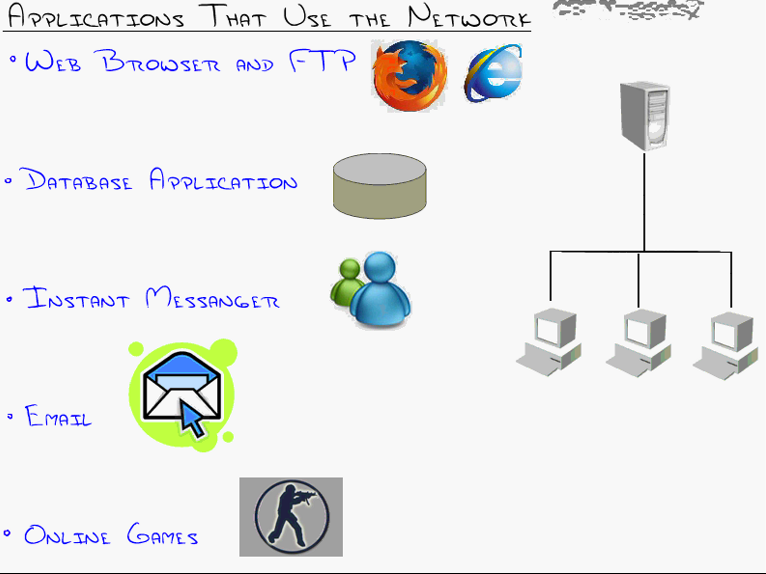 Applications That Use the Network
• Web Browser and FTP
• Database Application
• Instant Messanger
• Email
• Online Games